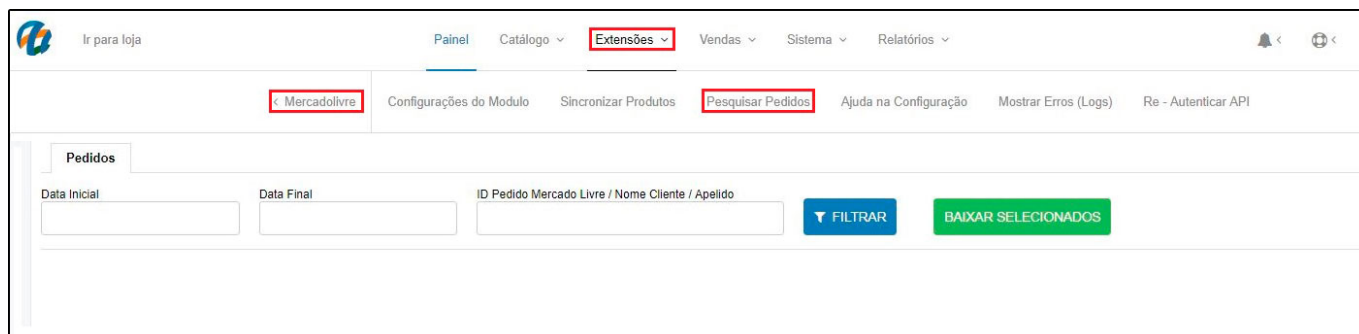 Ir para loja Painel Catálogo Extensões Vendas Sistema Relatórios
< Mercadolivre Configurações do Modulo Sincronizar Produtos Pesquisar Pedidos Ajuda na Configuração Mostrar Erros (Logs) Re - Autenticar API
Pedidos
Data Inicial Data Final ID Pedido Mercado Livre / Nome Cliente / Apelido
FILTRAR BAIXAR SELECIONADOS